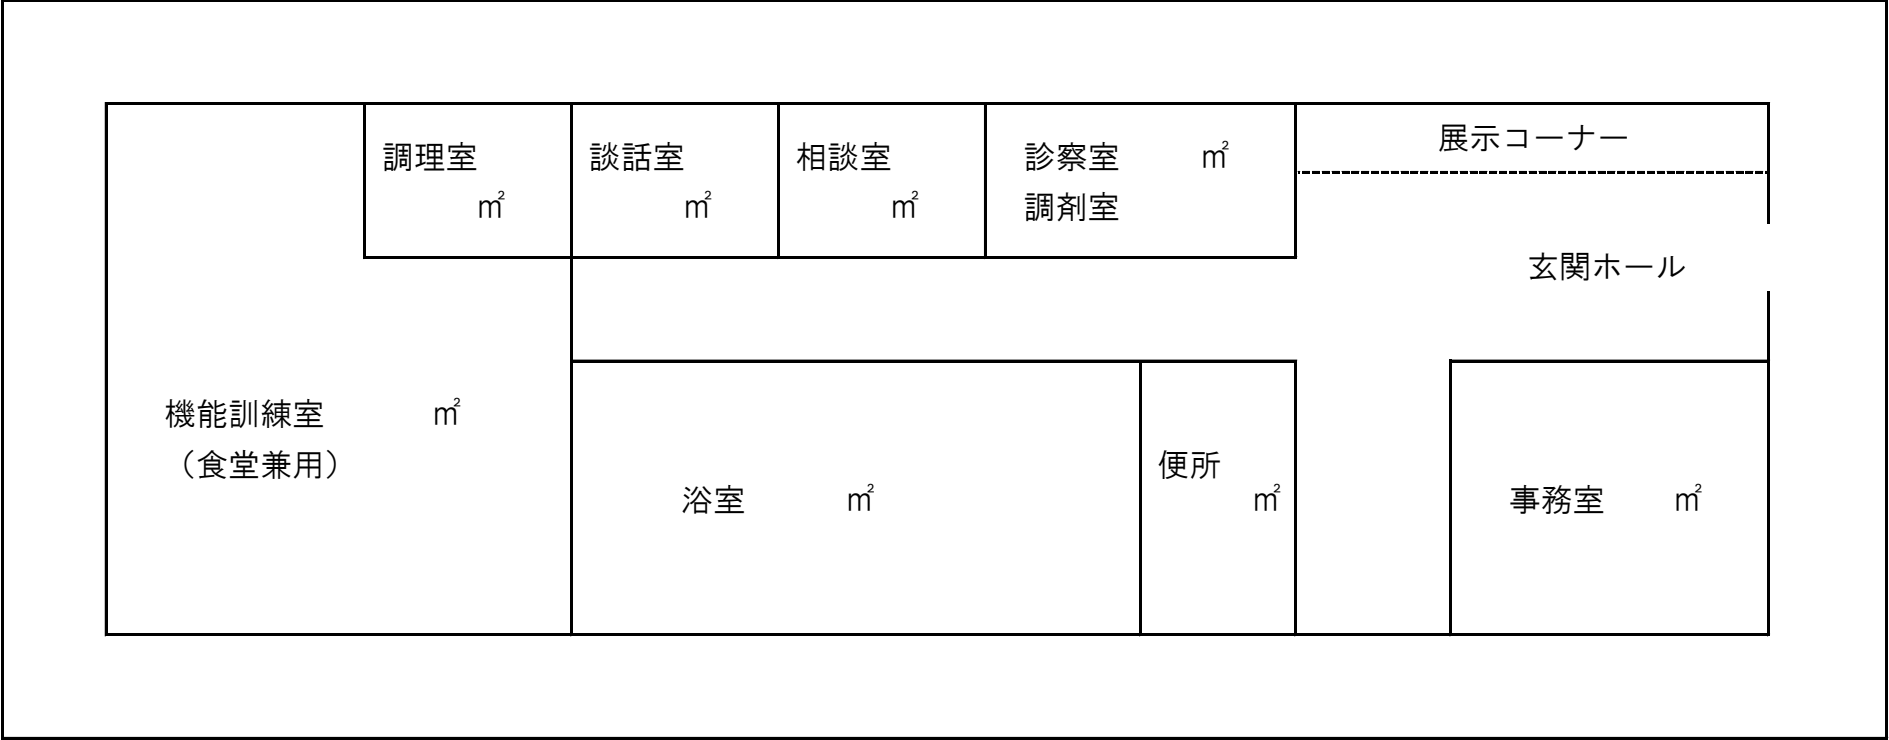 調理室
㎡
談話室
㎡
相談室
㎡
診察室 ㎡
調剤室
展示コーナー
玄関ホール
機能訓練室 ㎡
（食堂兼用）
浴室 ㎡
便所
㎡
事務室 ㎡